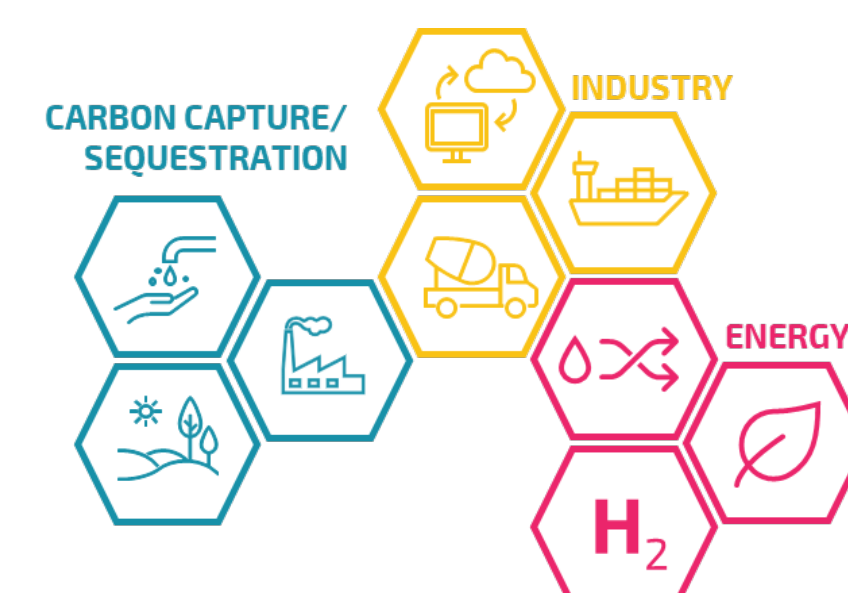 CARBON CAPTURE/
SEQUESTRATION
INDUSTRY
ENERGY
H2